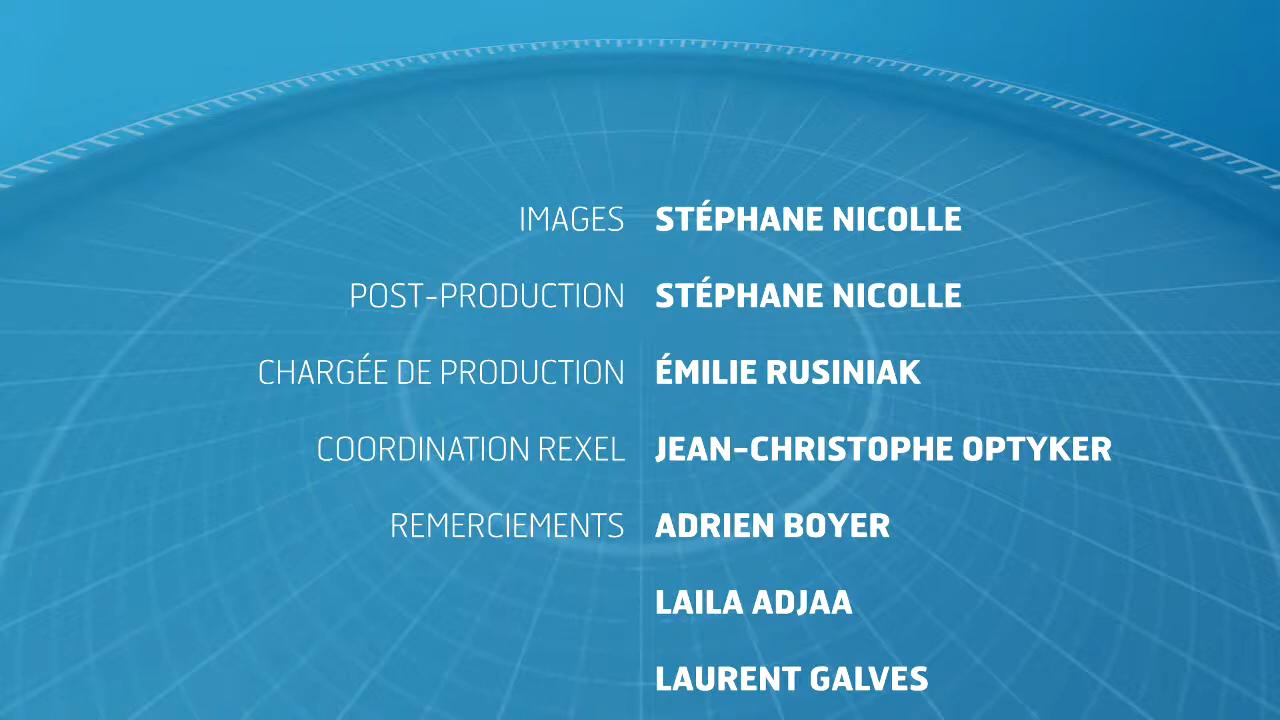 IMAGES STÉPHANE NICOLLE
POST-PRODUCTION STÉPHANE NICOLLE
CHARGÉE DE PRODUCTION ÉMILIE RUSINIAK
COORDINATION REXEL JEAN-CHRISTOPHE OPTYKER
REMERCIEMENTS ADRIEN BOYER
LAILA ADJAA
LAURENT GALVES